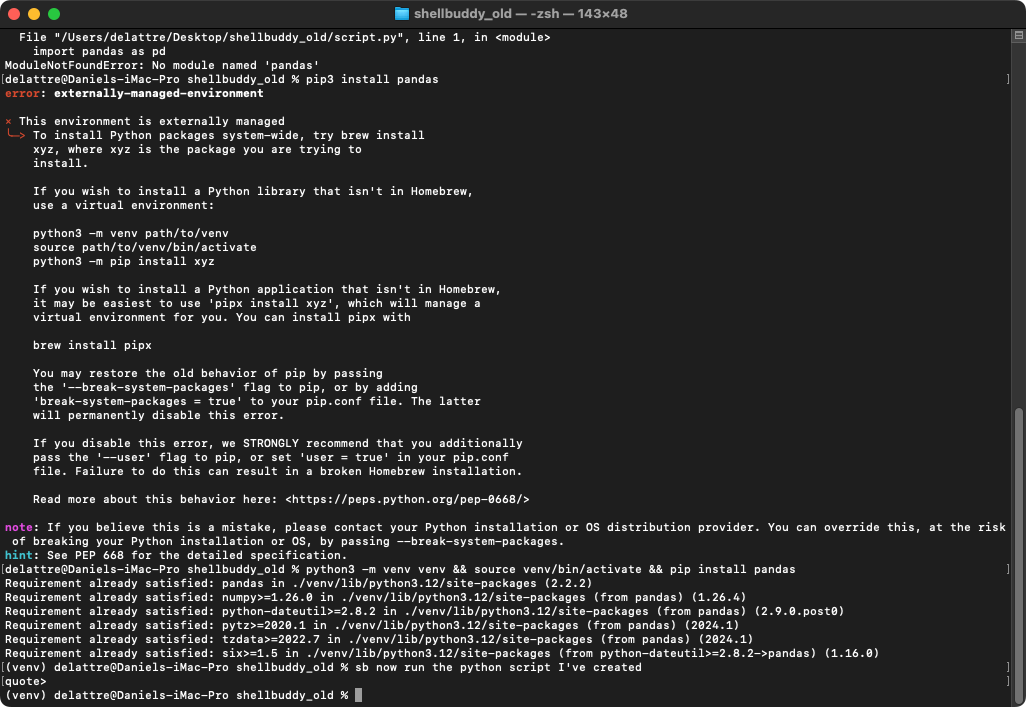 shellbuddy_old — -zsh — 143×48
  File "/Users/delattre/Desktop/shellbuddy_old/script.py", line 1, in <module>
    import pandas as pd
ModuleNotFoundError: No module named 'pandas'
[delattre@Daniels-iMac-Pro shellbuddy_old % pip3 install pandas ]
error: externally-managed-environment

× This environment is externally managed
╰─> To install Python packages system-wide, try brew install
    xyz, where xyz is the package you are trying to
    install.

    If you wish to install a Python library that isn't in Homebrew,
    use a virtual environment:

    python3 -m venv path/to/venv
    source path/to/venv/bin/activate
    python3 -m pip install xyz

    If you wish to install a Python application that isn't in Homebrew,
    it may be easiest to use 'pipx install xyz', which will manage a
    virtual environment for you. You can install pipx with

    brew install pipx

    You may restore the old behavior of pip by passing
    the '--break-system-packages' flag to pip, or by adding
    'break-system-packages = true' to your pip.conf file. The latter
    will permanently disable this error.

    If you disable this error, we STRONGLY recommend that you additionally
    pass the '--user' flag to pip, or set 'user = true' in your pip.conf
    file. Failure to do this can result in a broken Homebrew installation.

    Read more about this behavior here: <https://peps.python.org/pep-0668/>

note: If you believe this is a mistake, please contact your Python installation or OS distribution provider. You can override this, at the risk
 of breaking your Python installation or OS, by passing --break-system-packages.
hint: See PEP 668 for the detailed specification.
[delattre@Daniels-iMac-Pro shellbuddy_old % python3 -m venv venv && source venv/bin/activate && pip install pandas ]
Requirement already satisfied: pandas in ./venv/lib/python3.12/site-packages (2.2.2)
Requirement already satisfied: numpy>=1.26.0 in ./venv/lib/python3.12/site-packages (from pandas) (1.26.4)
Requirement already satisfied: python-dateutil>=2.8.2 in ./venv/lib/python3.12/site-packages (from pandas) (2.9.0.post0)
Requirement already satisfied: pytz>=2020.1 in ./venv/lib/python3.12/site-packages (from pandas) (2024.1)
Requirement already satisfied: tzdata>=2022.7 in ./venv/lib/python3.12/site-packages (from pandas) (2024.1)
Requirement already satisfied: six>=1.5 in ./venv/lib/python3.12/site-packages (from python-dateutil>=2.8.2->pandas) (1.16.0)
[(venv) delattre@Daniels-iMac-Pro shellbuddy_old % sb now run the python script I've created ]
[quote> ]
(venv) delattre@Daniels-iMac-Pro shellbuddy_old %